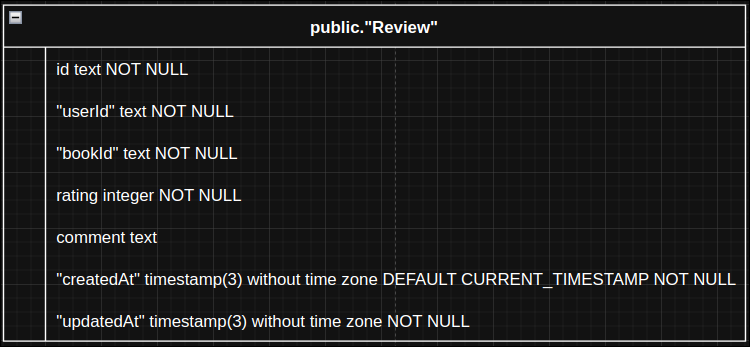 public."Review"
id text NOT NULL
"userId" text NOT NULL
"bookId" text NOT NULL
rating integer NOT NULL
comment text
"createdAt" timestamp(3) without time zone DEFAULT CURRENT_TIMESTAMP NOT NULL
"updatedAt" timestamp(3) without time zone NOT NULL